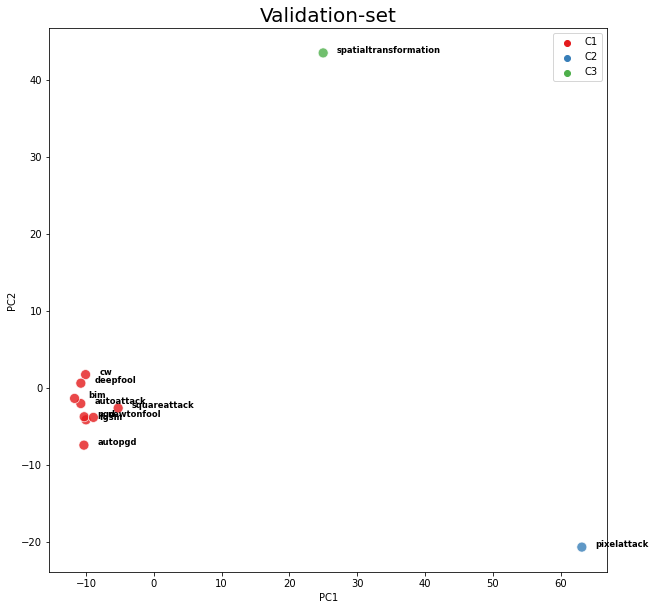 Validation-set
spatialtransformation
C1
C2
C3
40
30
20
PC2
10
0
−10
−20
cw
deepfool
bim
autoattack
squareattack
newtonfool
fgsm
autopgd
pixelattack
−10 0 10 20 30 40 50 60
PC1